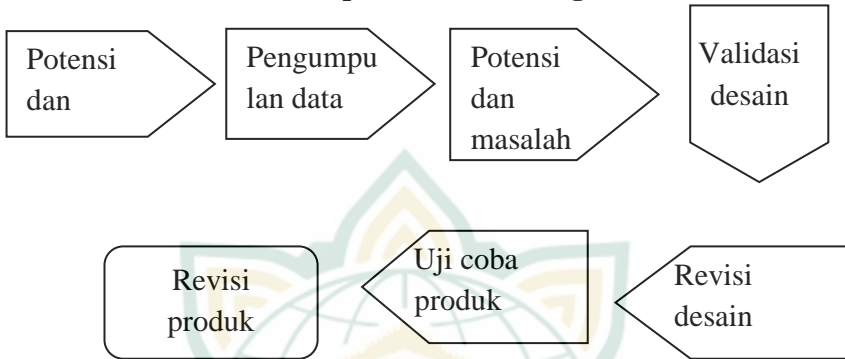 Potensi
dan
Pengumpu
lan data
Potensi
dan
masalah
Validasi
desain
Revisi
desain
Uji coba
produk
Revisi
produk